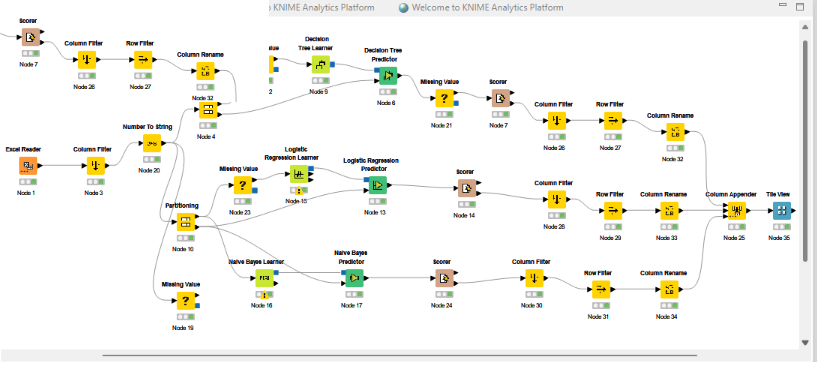 KNIME Analytics Platform
Welcome to KNIME Analytics Platform
Scorer
Node 7
Column Filter
Node 26
Row Filter
Node 27
Column Rename
Node 32
Node 4
Number To String
Node 20
Excel Reader
Node 1
Column Filter
Node 3
Decision
Tree Learner
Node 5
Decision Tree
Predictor
Node 6
Missing Value
Node 21
Scorer
Node 7
Column Filter
Node 26
Row Filter
Node 27
Column Rename
Node 32
Partitioning
Node 10
Missing Value
Node 23
Logistic
Regression Learner
Node 15
Logistic Regression
Predictor
Node 13
Scorer
Node 14
Column Filter
Node 28
Row Filter
Node 29
Column Rename
Node 33
Column Appender
Node 25
Tile View
Node 35
Missing Value
Node 19
Naive Bayes Learner
Node 16
Naive Bayes
Predictor
Node 17
Scorer
Node 24
Column Filter
Node 30
Row Filter
Node 31
Column Rename
Node 34